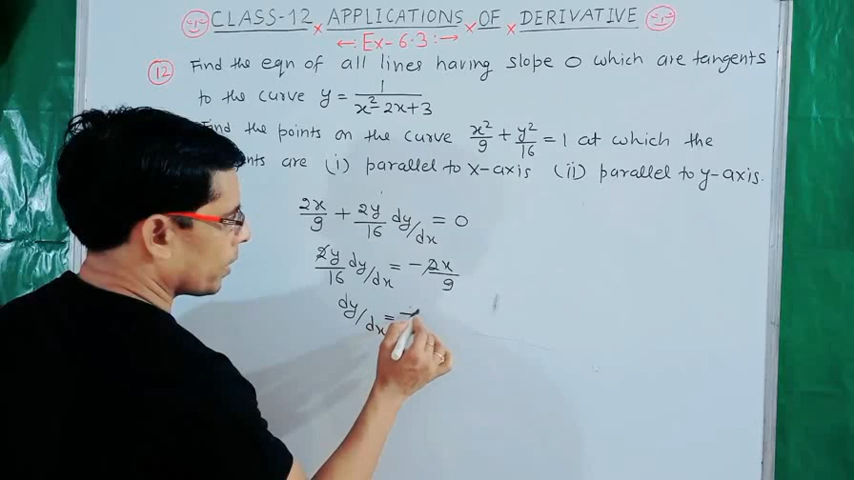 CLASS-12 x APPLICATIONS x OF x DERIVATIVE
←: Ex-6.3:→
12 Find the eqn of all lines having slope 0 which are tangents
to the curve y = 1/(x²-2x+3)
Find the points on the curve x²/9 + y²/16 = 1 at which the
are (i) parallel to x-axis (ii) parallel to y-axis.
2x/9 + 2y/16 dy/dx = 0
2y/16 dy/dx = -2x/9
dy/dx = -